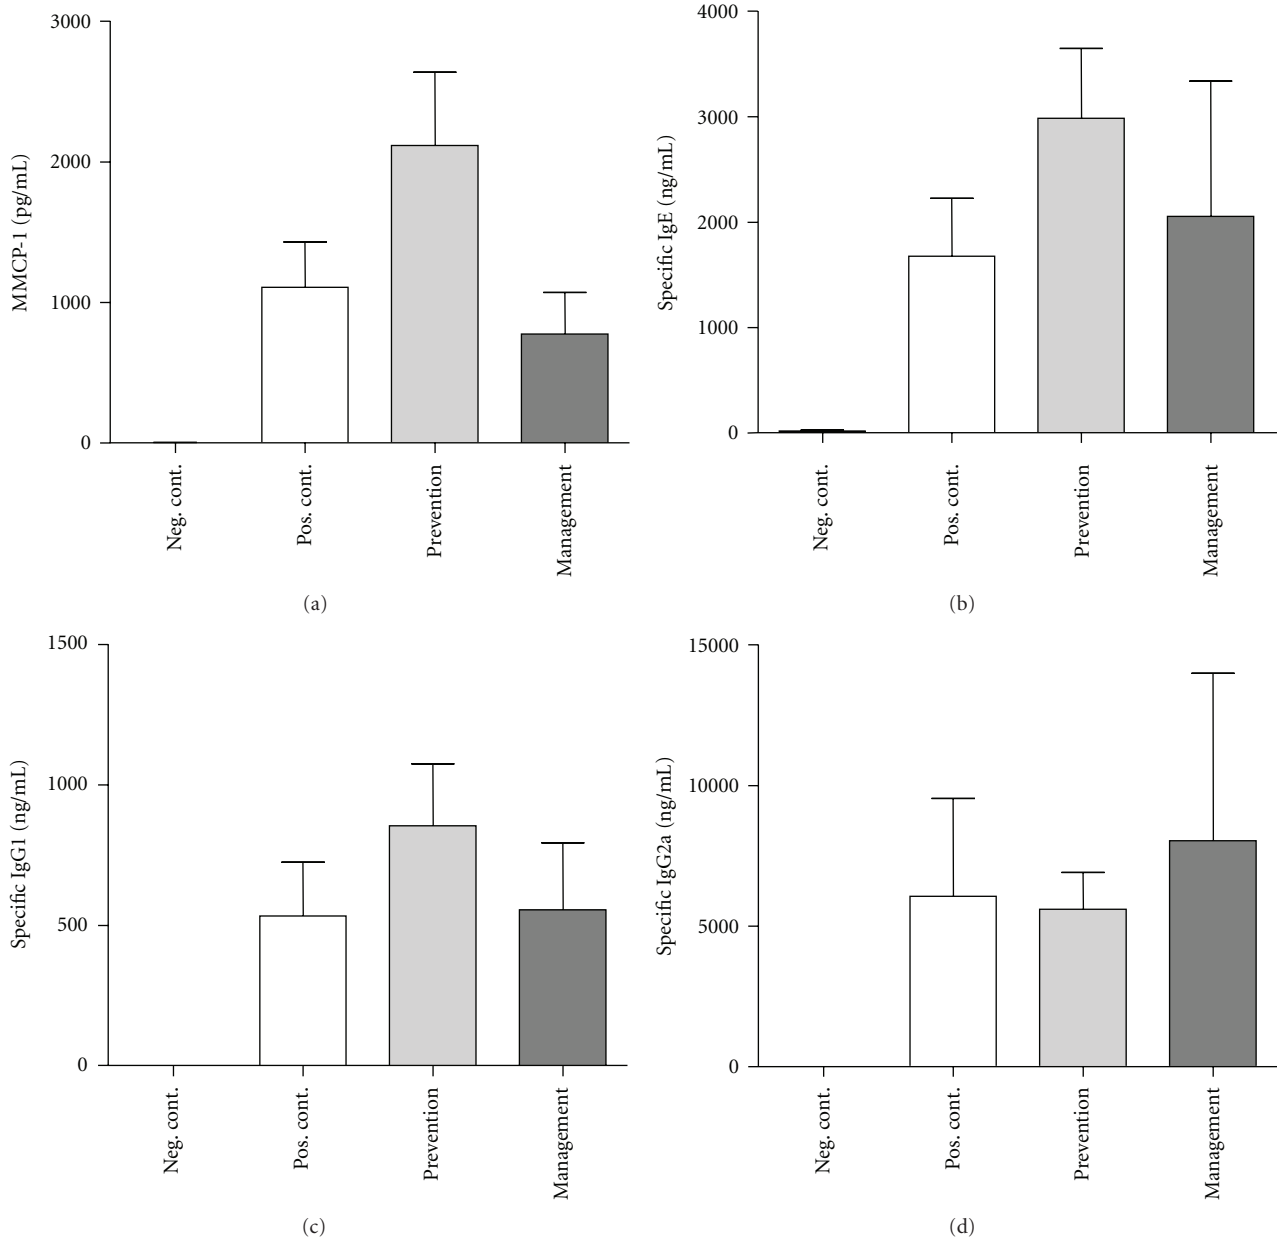 MMCP-1 (pg/mL)
3000
2000
1000
0
Neg. cont.
Pos. cont.
Prevention
Management
(a)
Specific IgE (ng/mL)
4000
3000
2000
1000
0
Neg. cont.
Pos. cont.
Prevention
Management
(b)
Specific IgG1 (ng/mL)
1500
1000
500
0
Neg. cont.
Pos. cont.
Prevention
Management
(c)
Specific IgG2a (ng/mL)
15000
10000
5000
0
Neg. cont.
Pos. cont.
Prevention
Management
(d)